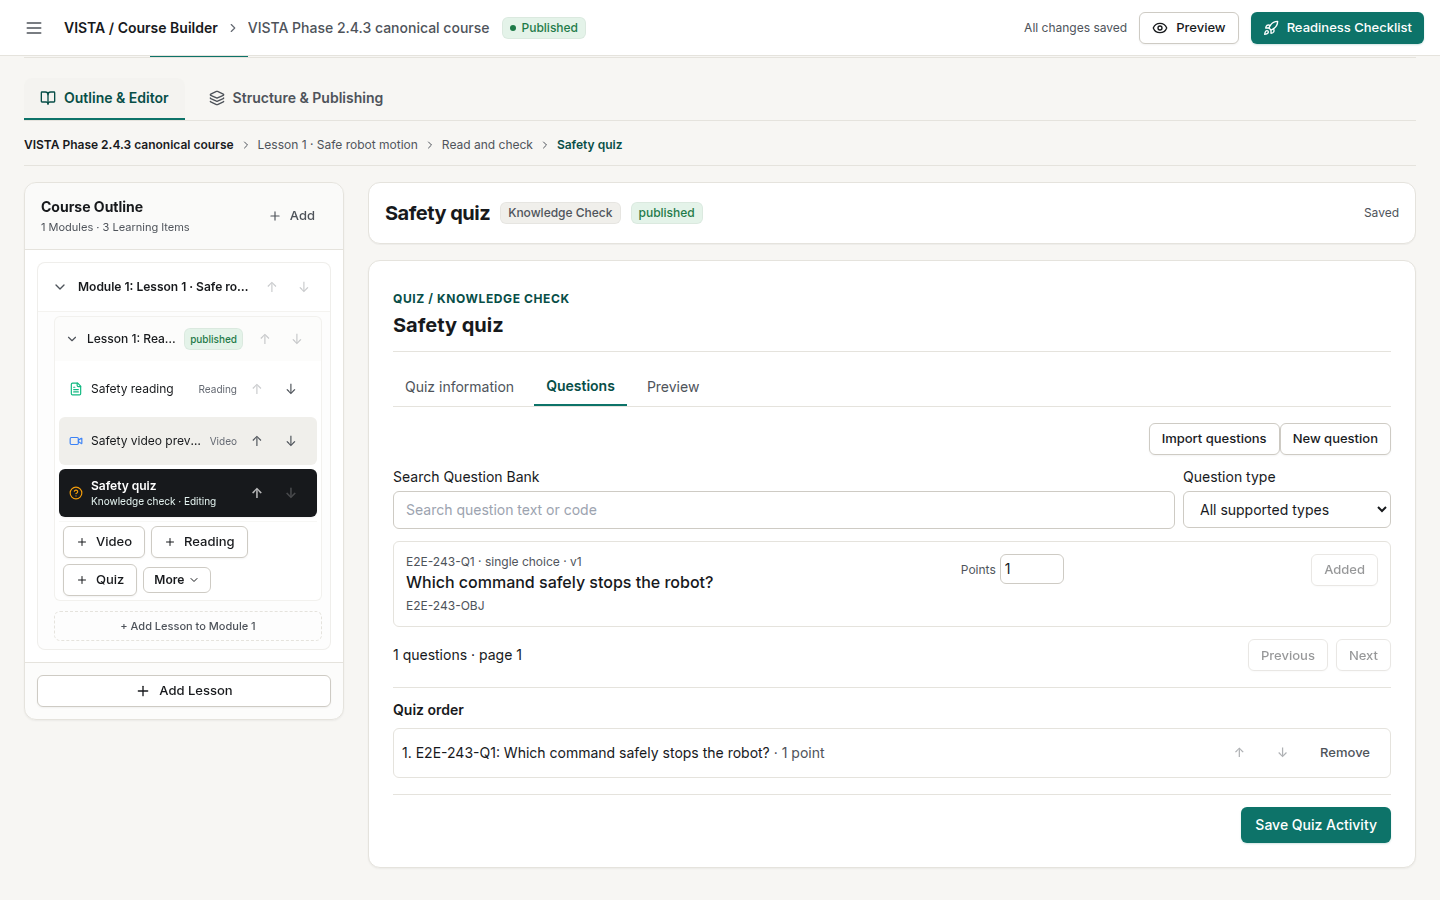 VISTA / Course Builder > VISTA Phase 2.4.3 canonical course Published All changes saved Preview Readiness Checklist
Outline & Editor Structure & Publishing
VISTA Phase 2.4.3 canonical course > Lesson 1 · Safe robot motion > Read and check > Safety quiz
Course Outline
1 Modules · 3 Learning Items
+ Add
Module 1: Lesson 1 · Safe ro...
Lesson 1: Rea... published
Safety reading Reading
Safety video prev... Video
Safety quiz
Knowledge check · Editing
+ Video + Reading
+ Quiz More
+ Add Lesson to Module 1
+ Add Lesson
Safety quiz Knowledge Check published Saved
QUIZ / KNOWLEDGE CHECK
Safety quiz
Quiz information Questions Preview
Import questions New question
Search Question Bank Question type
Search question text or code All supported types
E2E-243-Q1 · single choice · v1
Which command safely stops the robot?
E2E-243-OBJ
Points 1 Added
1 questions · page 1 Previous Next
Quiz order
1. E2E-243-Q1: Which command safely stops the robot? · 1 point Remove
Save Quiz Activity